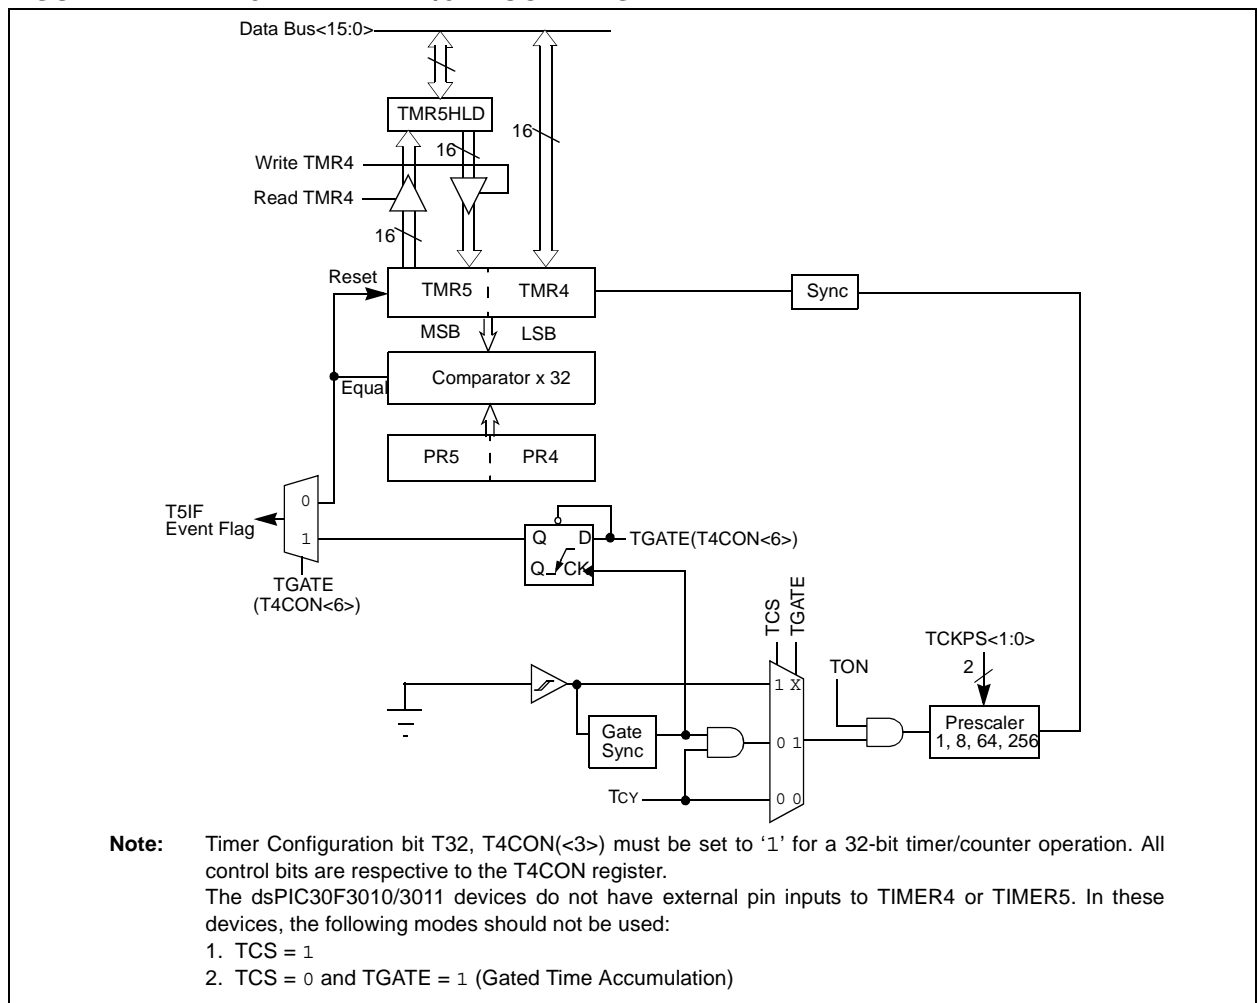 Data Bus<15:0>
TMR5HLD
16
16
Write TMR4
Read TMR4
16
Reset
TMR5
TMR4
Sync
MSB
LSB
Equal
Comparator x 32
PR5
PR4
0
1
T5IF
Event Flag
TGATE
(T4CON<6>)
Q
D
Q
CK
TGATE(T4CON<6>)
TCS
TGATE
TCKPS<1:0>
2
TON
1 X
Prescaler
1, 8, 64, 256
Gate
Sync
0 1
TCY
0 0
Note: Timer Configuration bit T32, T4CON(<3>) must be set to ‘1’ for a 32-bit timer/counter operation. All
control bits are respective to the T4CON register.
The dsPIC30F3010/3011 devices do not have external pin inputs to TIMER4 or TIMER5. In these
devices, the following modes should not be used:
1. TCS = 1
2. TCS = 0 and TGATE = 1 (Gated Time Accumulation)